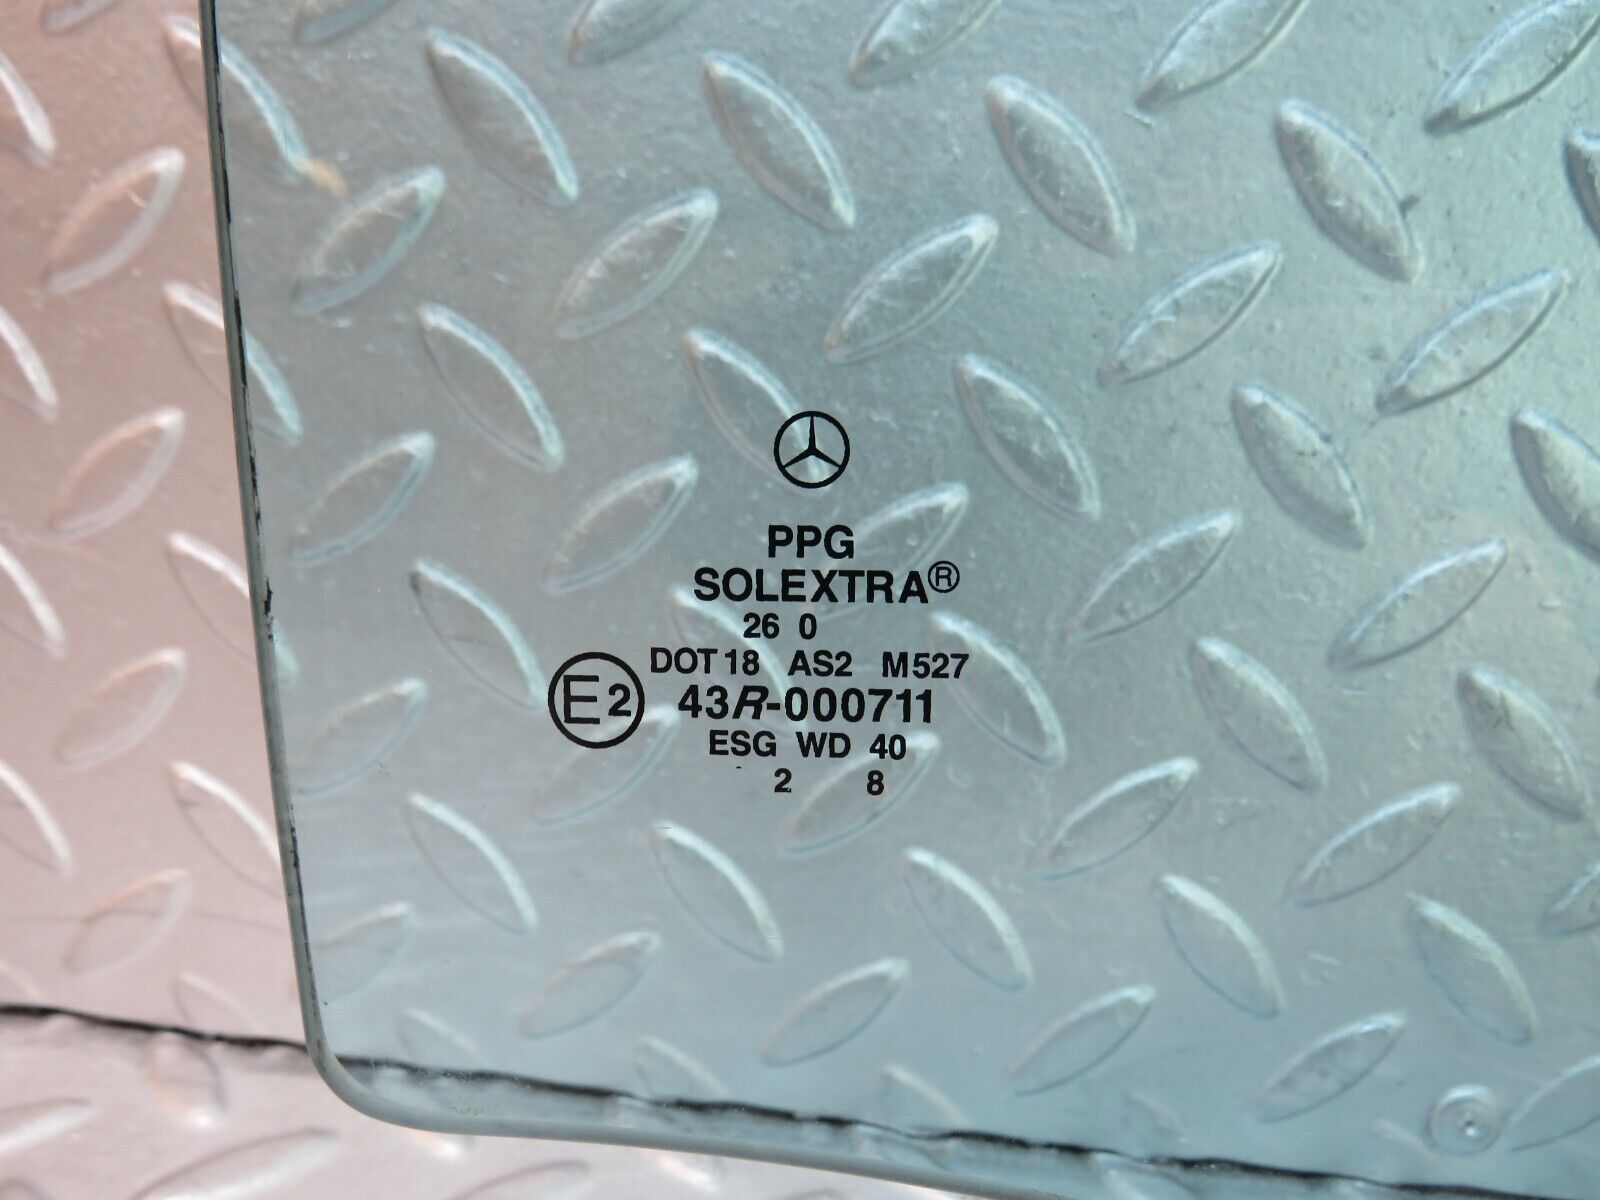 PPG
SOLEXTRA®
26 0
DOT 18 AS2 M527
E2 43R-000711
ESG WD 40
2 8